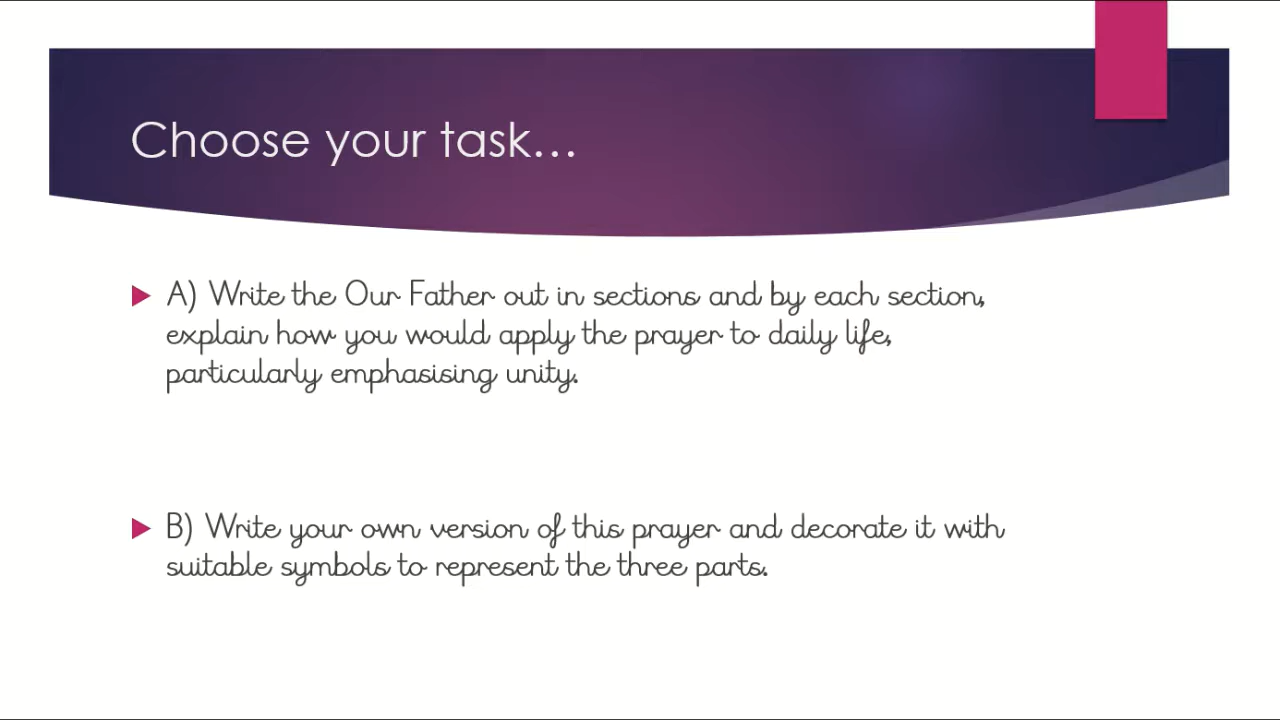 Choose your task...
A) Write the Our Father out in sections and by each section,
explain how you would apply the prayer to daily life,
particularly emphasising unity.
B) Write your own version of this prayer and decorate it with
suitable symbols to represent the three parts.